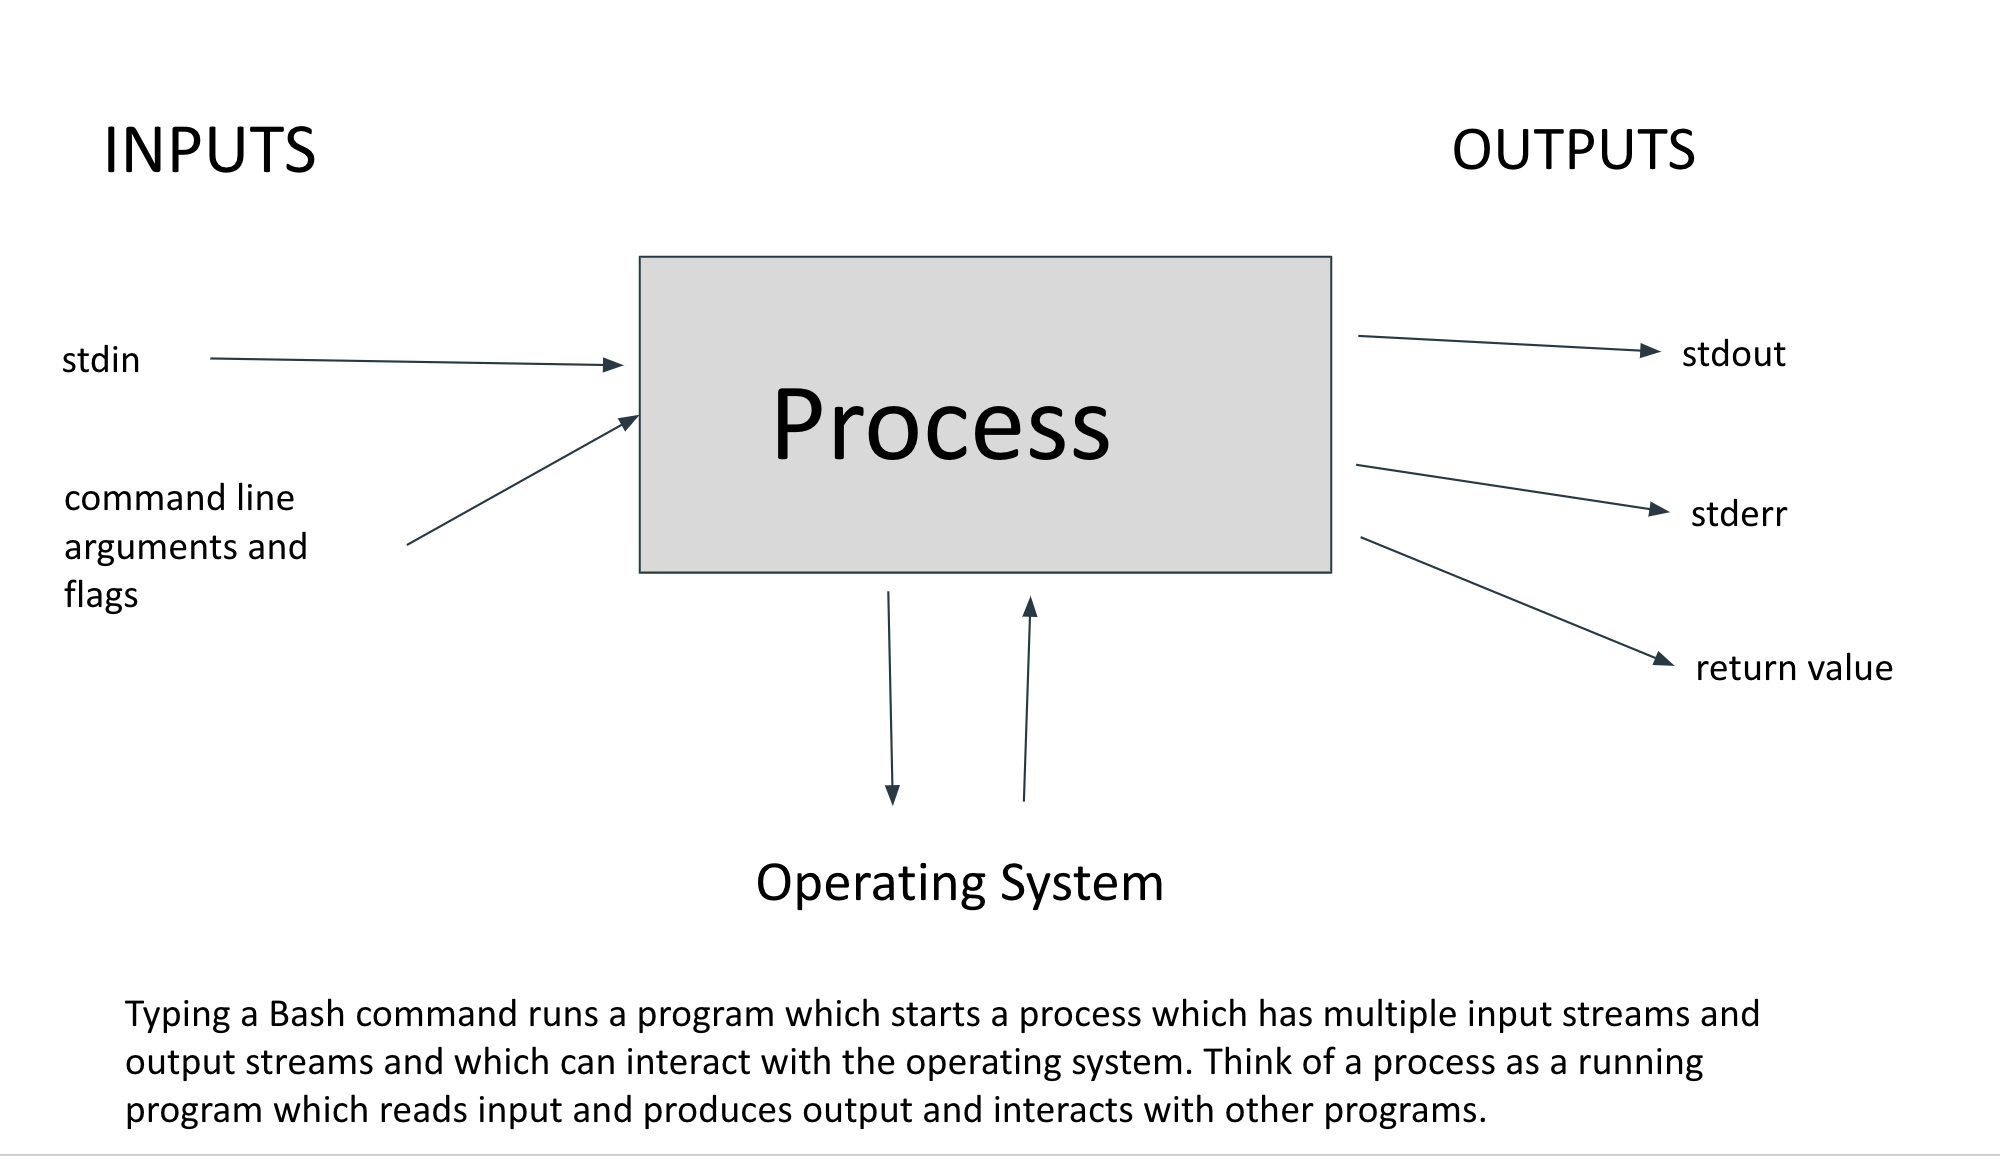 INPUTS
OUTPUTS
stdin
command line
arguments and
flags
Process
stdout
stderr
return value
Operating System
Typing a Bash command runs a program which starts a process which has multiple input streams and
output streams and which can interact with the operating system. Think of a process as a running
program which reads input and produces output and interacts with other programs.